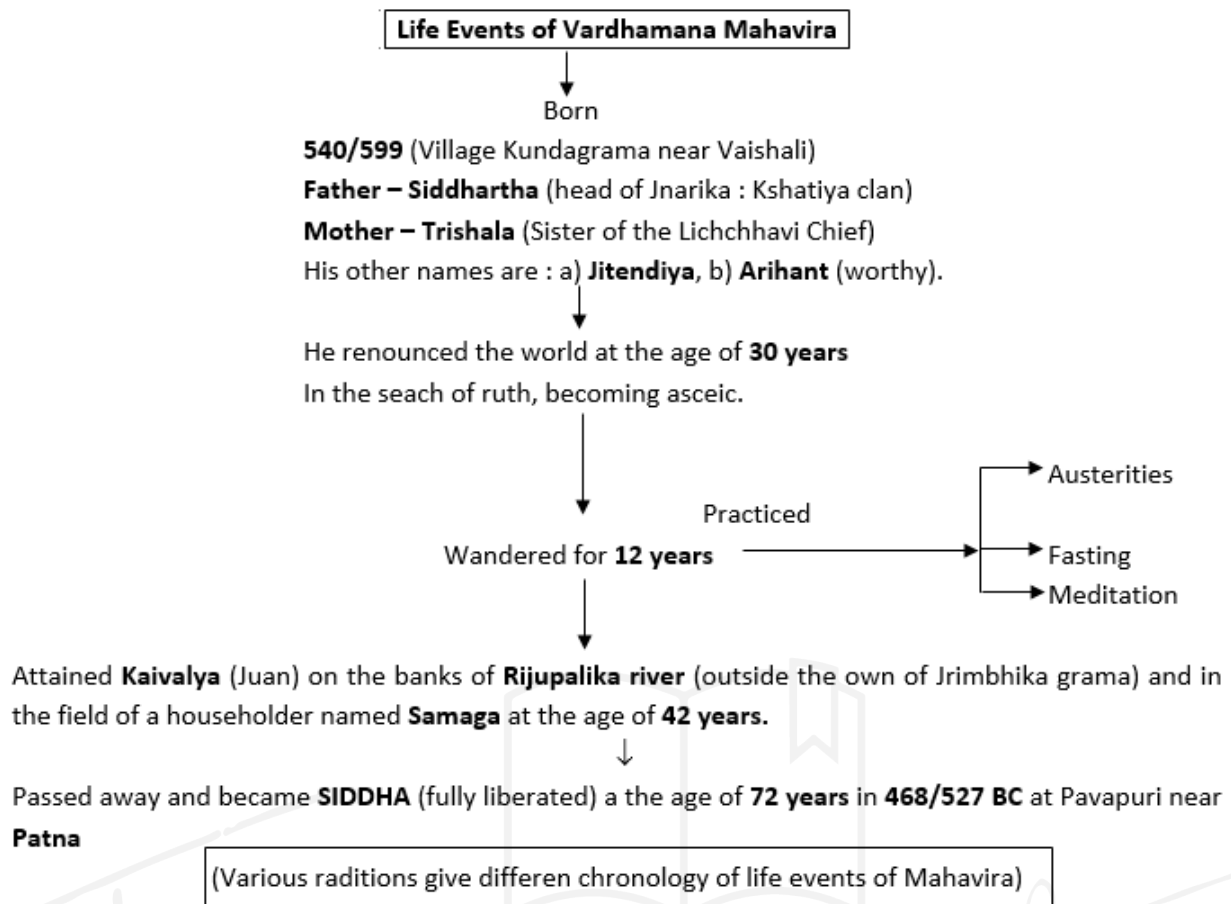 Life Events of Vardhamana Mahavira
Born
540/599 (Village Kundagrama near Vaishali)
Father – Siddhartha (head of Jnarika : Kshatiya clan)
Mother – Trishala (Sister of the Lichchhavi Chief)
His other names are : a) Jitendiya, b) Arihant (worthy).
He renounced the world at the age of 30 years
In the seach of ruth, becoming asceic.
Practiced
Wandered for 12 years
Austerities
Fasting
Meditation
Attained Kaivalya (Juan) on the banks of Rijupalika river (outside the own of Jrimbhika grama) and in
the field of a householder named Samaga at the age of 42 years.
Passed away and became SIDDHA (fully liberated) a the age of 72 years in 468/527 BC at Pavapuri near
Patna
(Various raditions give differen chronology of life events of Mahavira)